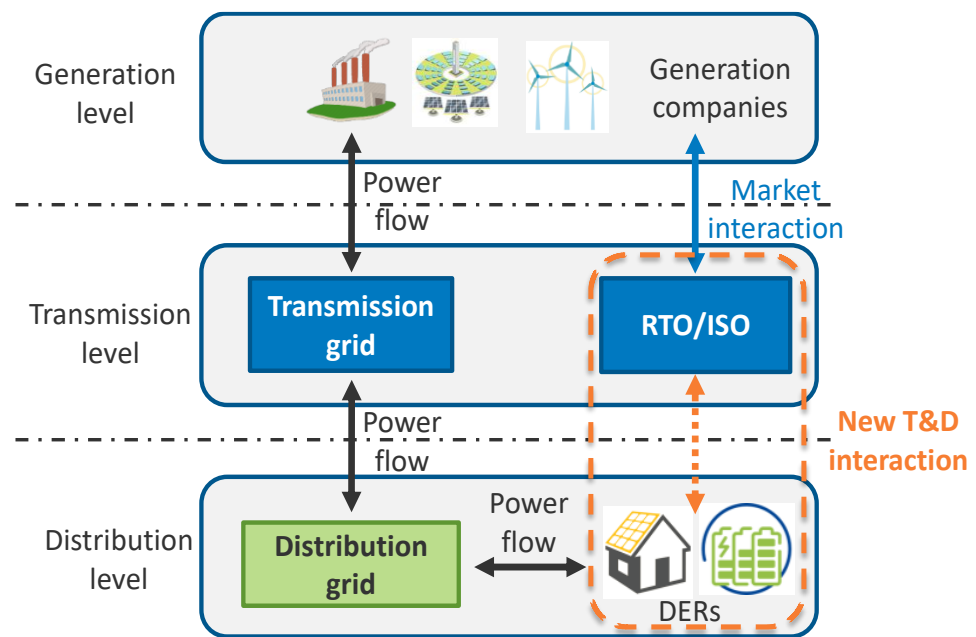 Generation
level
Generation
companies
Power
flow
Market
interaction
Transmission
level
Transmission
grid
RTO/ISO
Power
flow
New T&D
interaction
Distribution
level
Distribution
grid
Power
flow
DERs